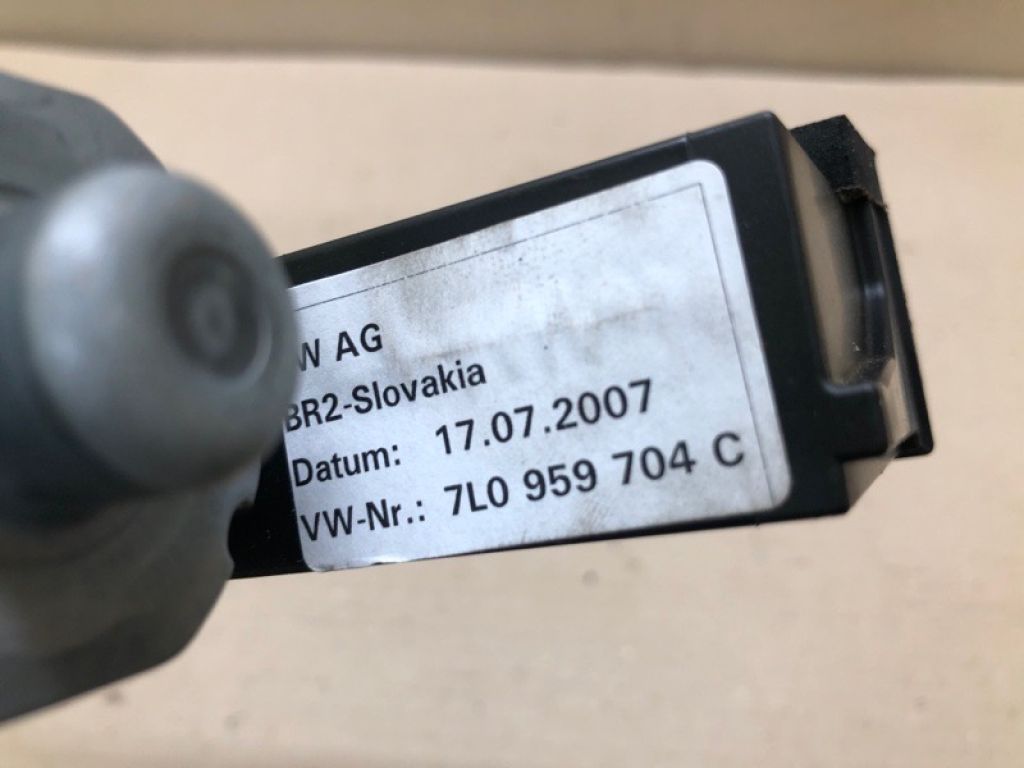 W AG
BR2-Slovakia
Datum: 17.07.2007
VW-Nr.: 7L0 959 704 C